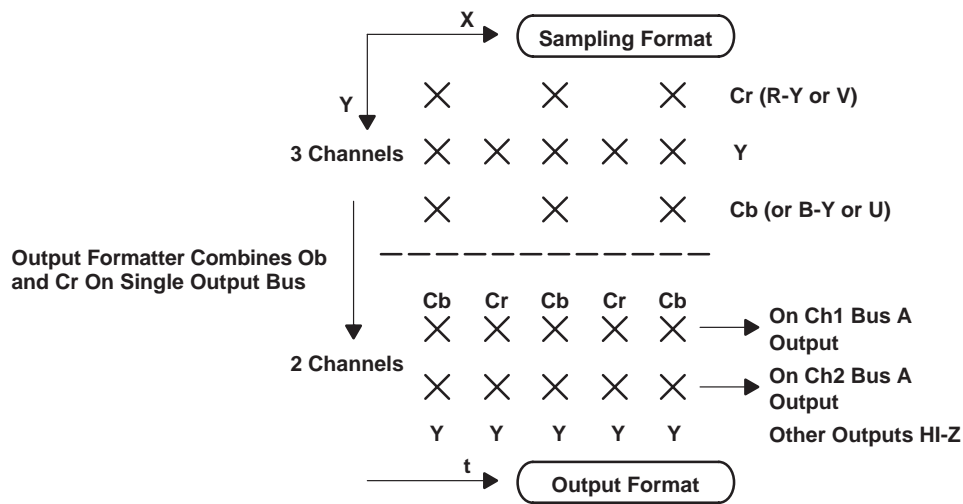 X
Sampling Format
Cr (R-Y or V)
Y
3 Channels
Y
Cb (or B-Y or U)
Output Formatter Combines Ob
and Cr On Single Output Bus
Cb Cr Cb Cr Cb
On Ch1 Bus A
Output
2 Channels
On Ch2 Bus A
Output
Y Y Y Y Y
Other Outputs HI-Z
t
Output Format